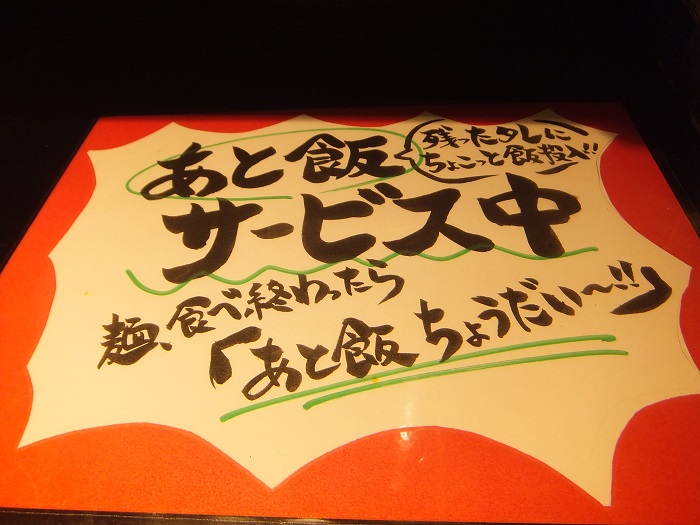 あと飯
残ったタレに
ちょこっと飯投入!!
サービス中
麺、食べ終わったら
「あと飯ちょうだい〜!!」